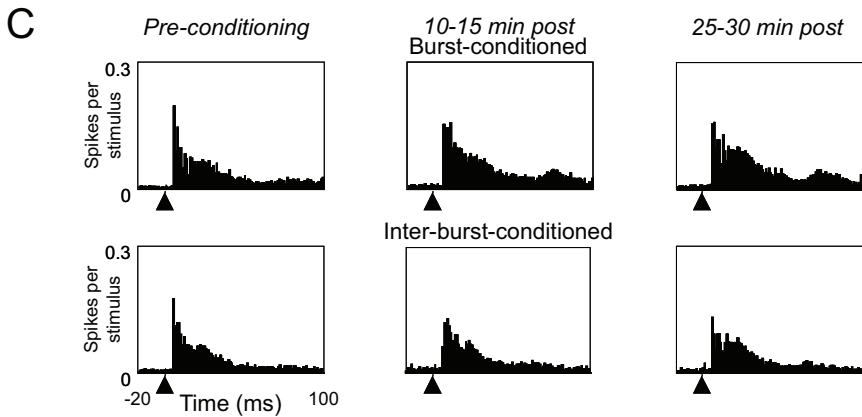 C
Pre-conditioning
10-15 min post
25-30 min post
Burst-conditioned
0.3
Spikes per
stimulus
0
Inter-burst-conditioned
0.3
Spikes per
stimulus
0
-20
Time (ms)
100